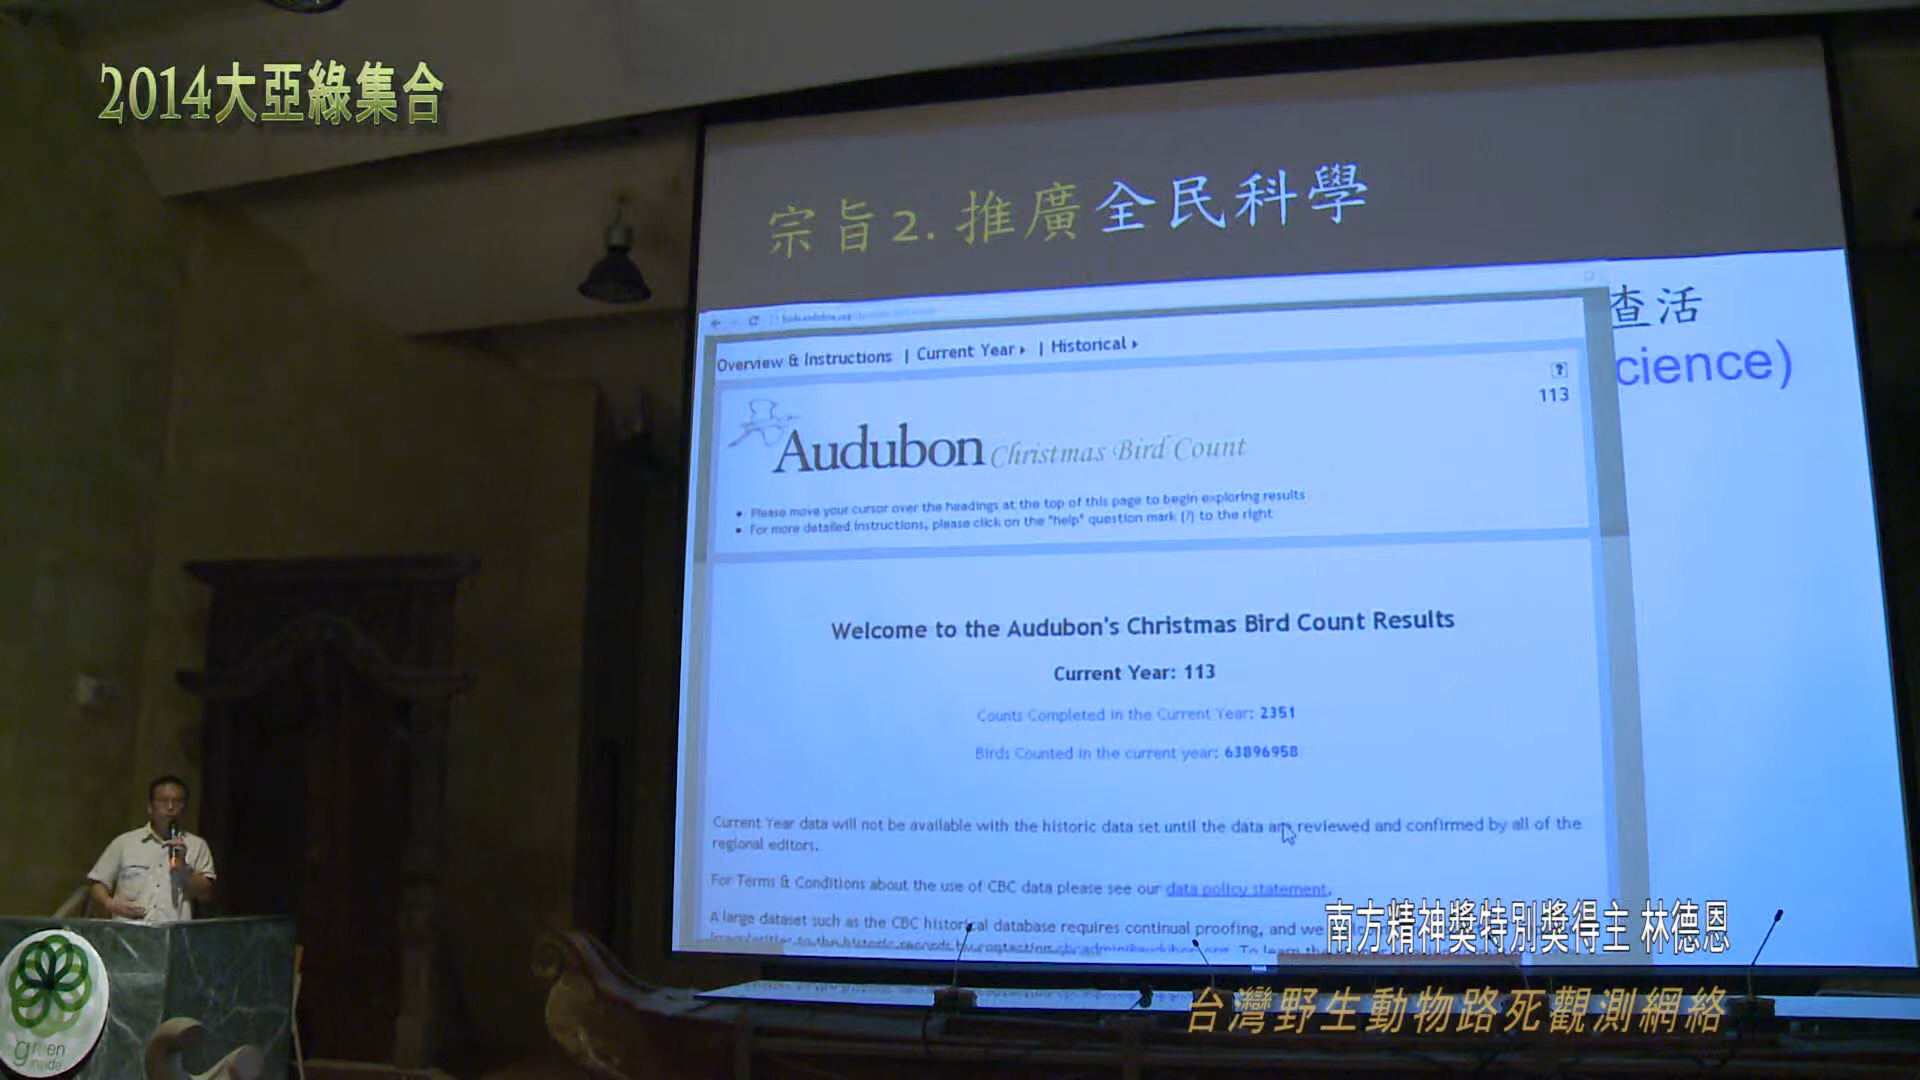 2014大亞綠集合
宗旨2. 推廣全民科學
查活
cience)
Overview & Instructions | Current Year | Historical
113
Audubon Christmas Bird Count
Please move your cursor over the headings at the top of this page to begin exploring results
For more detailed instructions, please click on the "help" question mark (?) to the right
Welcome to the Audubon's Christmas Bird Count Results
Current Year: 113
Counts Completed in the Current Year: 2351
Birds Counted in the current year: 63896958
Current Year data will not be available with the historic data set until the data are reviewed and confirmed by all of the
regional editors.
For Terms & Conditions about the use of CBC data please see our data policy statement.
A large dataset such as the CBC historical database requires continual proofing, and we
南方精神獎特別獎得主 林德恩
台灣野生動物路死觀測網絡
green
inside